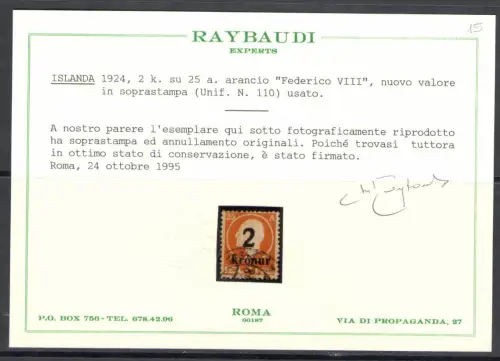 15
RAYBAUDI
EXPERTS
ISLANDA 1924, 2 k. su 25 a. arancio "Federico VIII", nuovo valore
in soprastampa (Unif. N. 110) usato.
A nostro parere l'esemplare qui sotto fotograficamente riprodotto
ha soprastampa ed annullamento originali. Poiché trovasi tuttora
in ottimo stato di conservazione, è stato firmato.
Roma, 24 ottobre 1995
2
Krónur
P.O. BOX 756-TEL. 678.42.96
ROMA
00187
VIA DI PROPAGANDA, 27